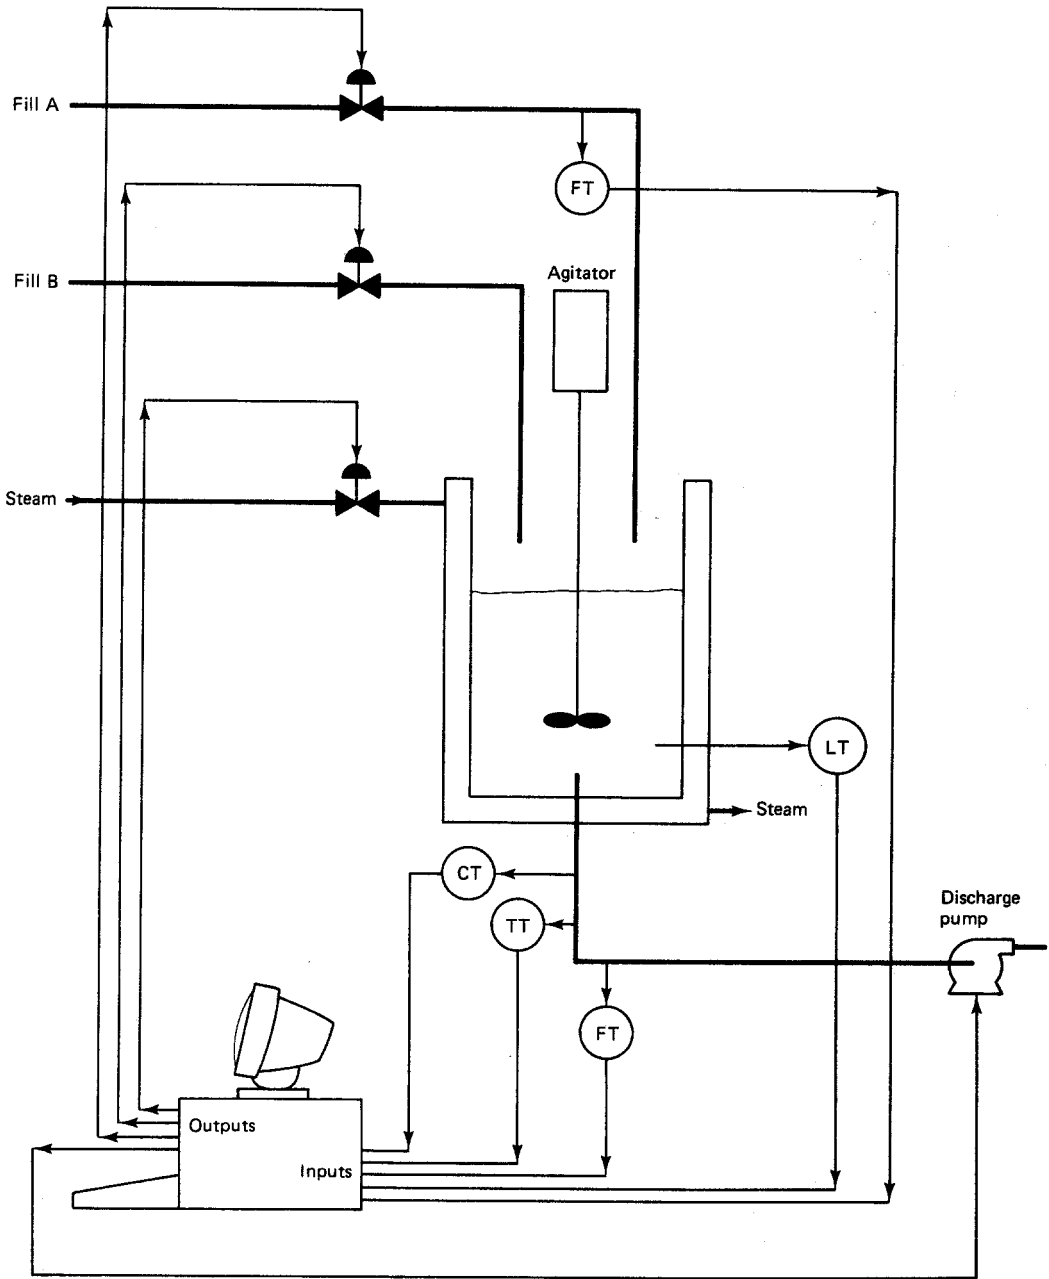 Fill A
FT
Fill B
Agitator
Steam
LT
Steam
CT
TT
Discharge
pump
FT
Outputs
Inputs